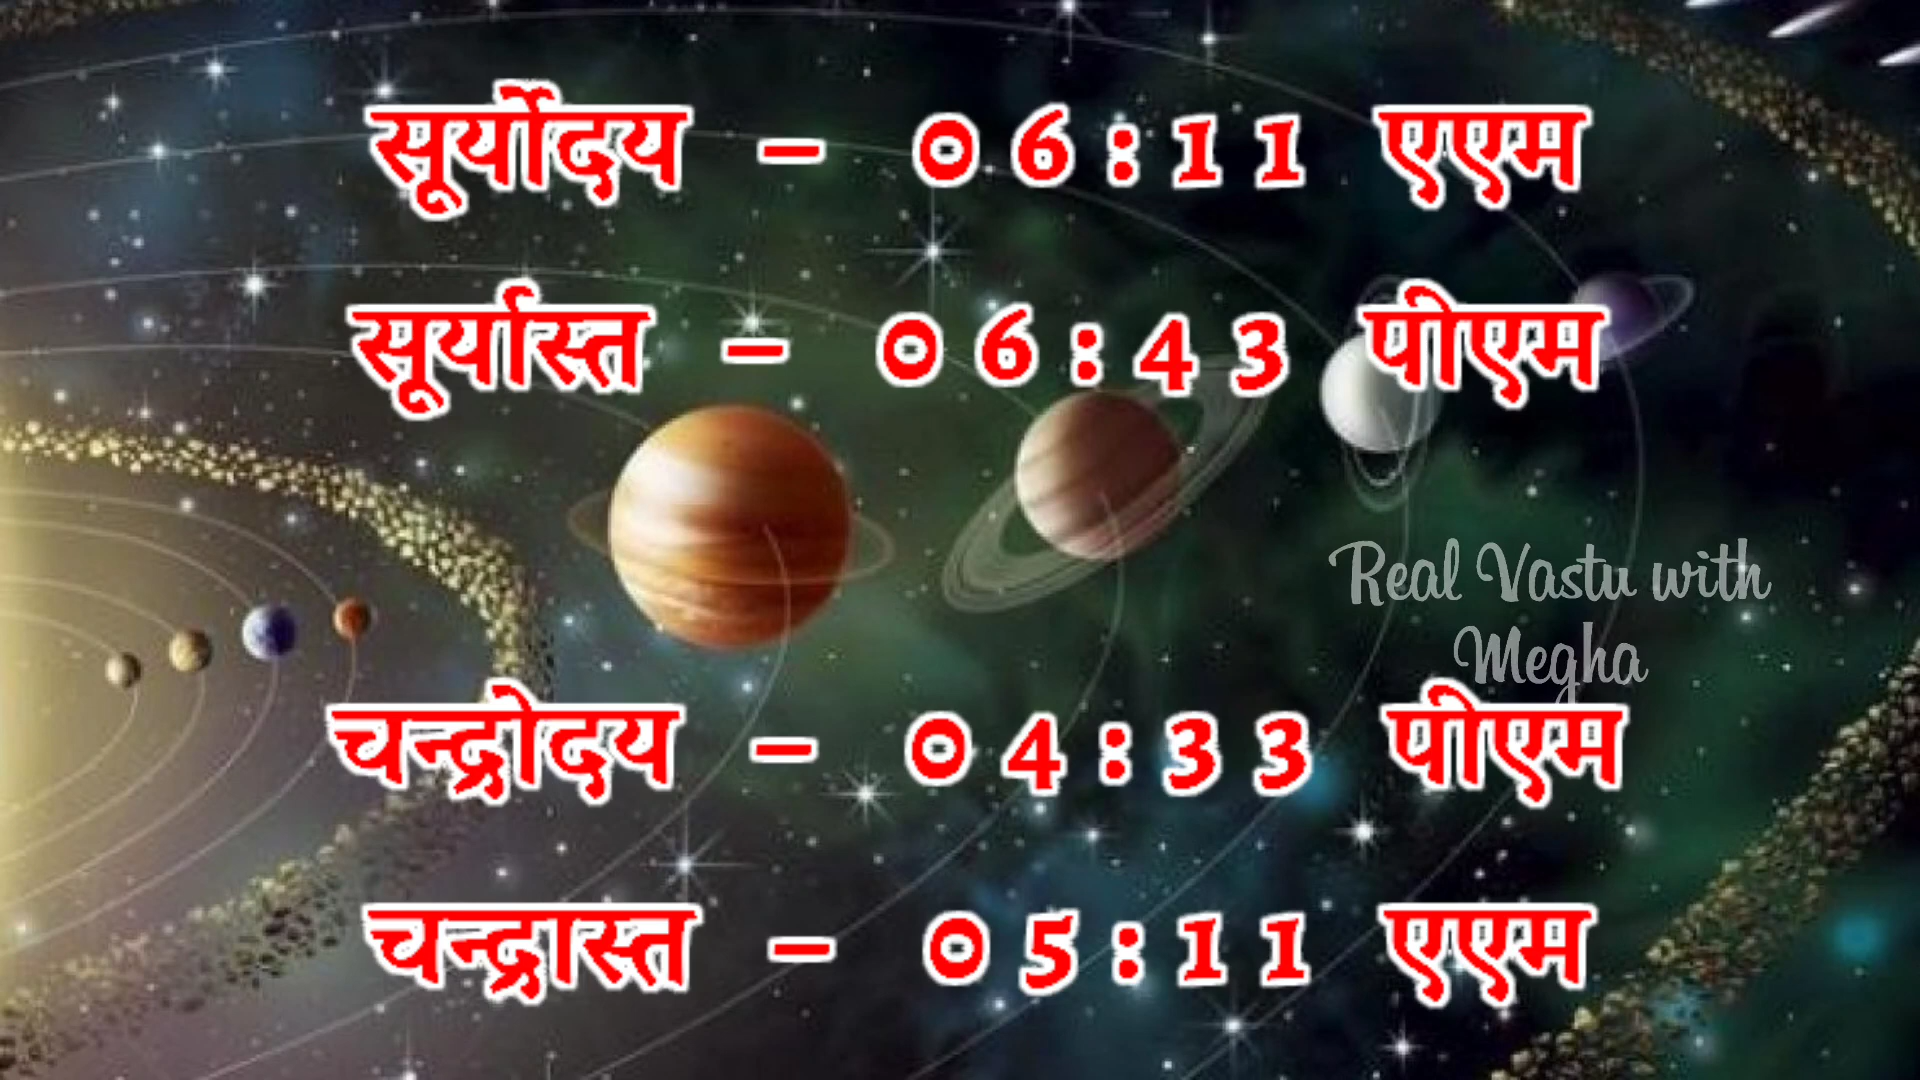 सूर्योदय – 06:11 एएम
सूर्यास्त – 06:43 पीएम
Real Vastu with
Megha
चन्द्रोदय – 04:33 पीएम
चन्द्रास्त – 05:11 एएम